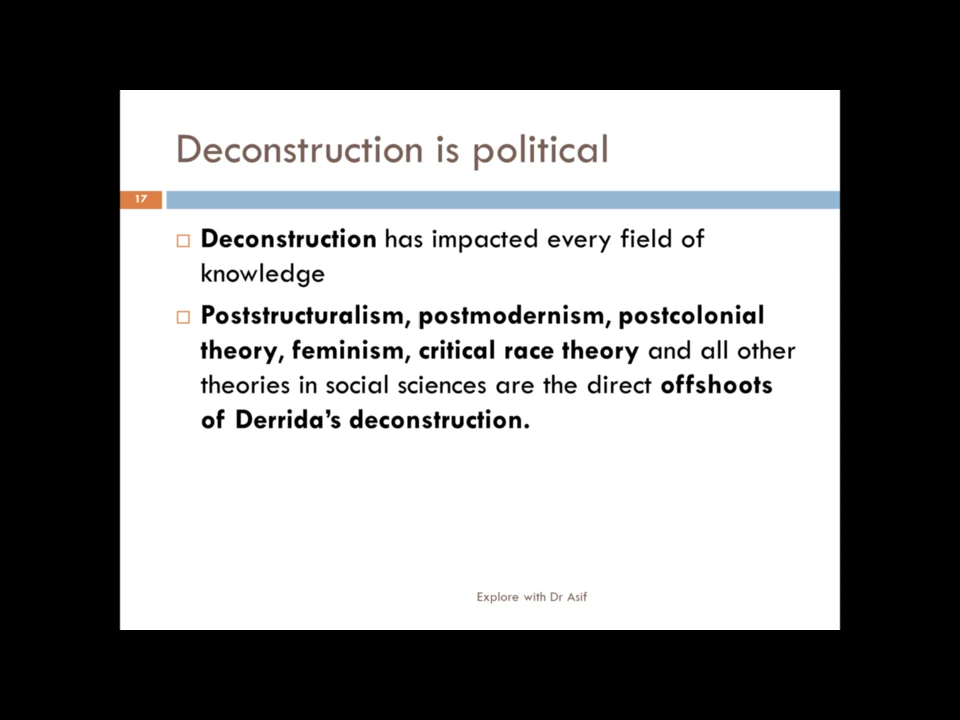 Deconstruction is political
17
Deconstruction has impacted every field of
knowledge
Poststructuralism, postmodernism, postcolonial
theory, feminism, critical race theory and all other
theories in social sciences are the direct offshoots
of Derrida's deconstruction.
Explore with Dr Asif